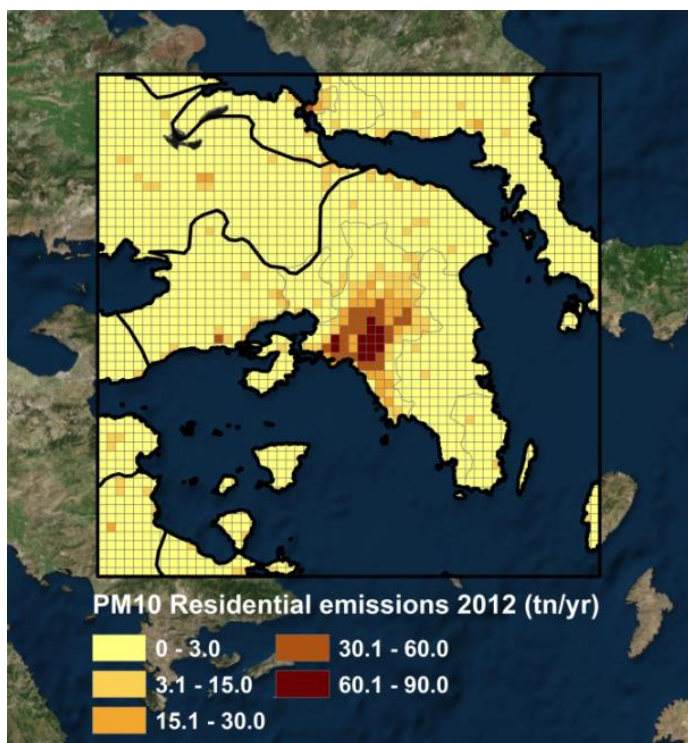 PM10 Residential emissions 2012 (tn/yr)
0 - 3.0
3.1 - 15.0
15.1 - 30.0
30.1 - 60.0
60.1 - 90.0